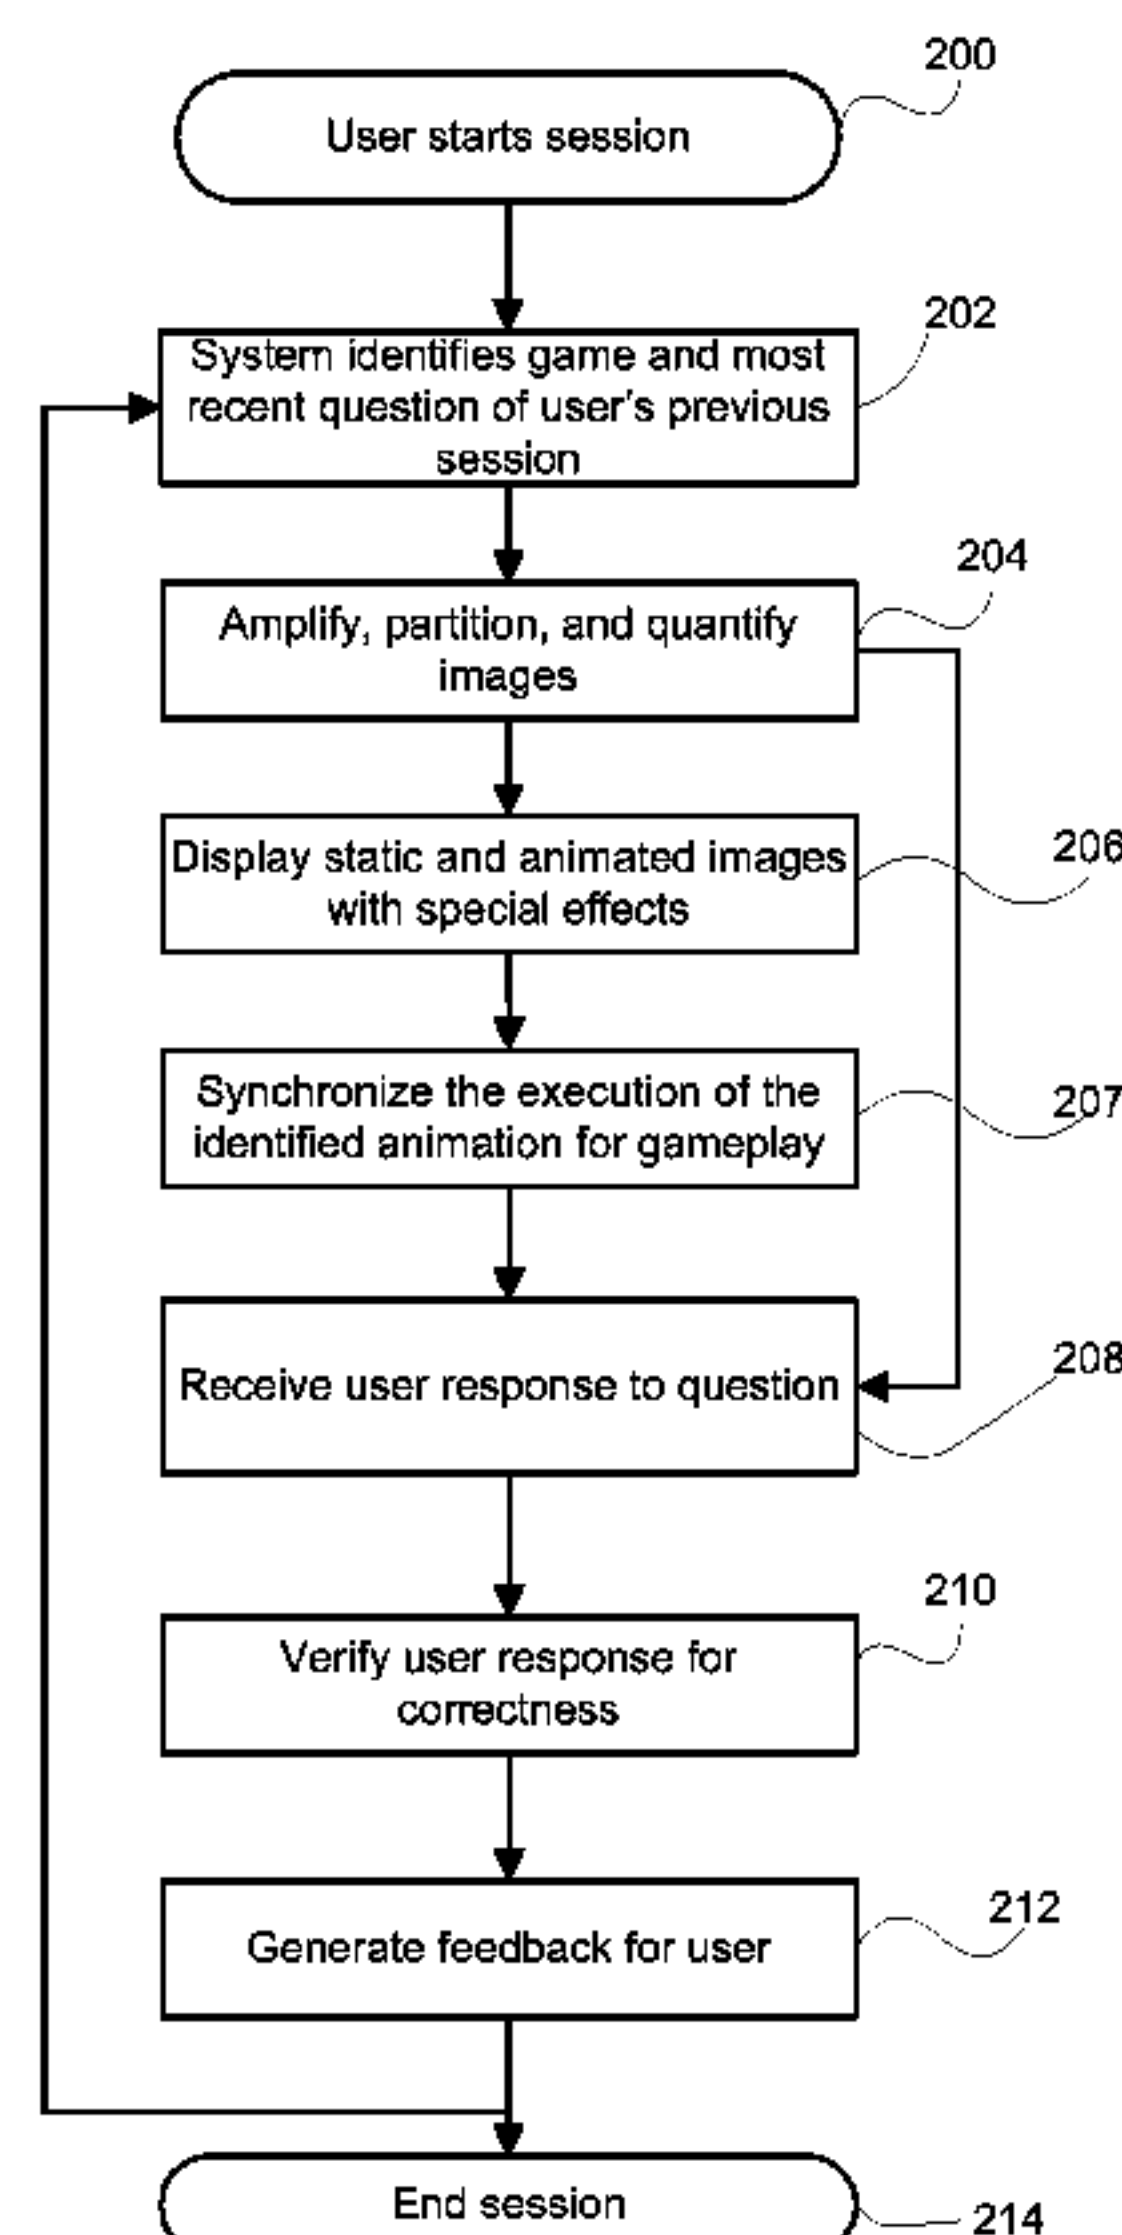 200
User starts session
202
System identifies game and most
recent question of user's previous
session
204
Amplify, partition, and quantify
images
206
Display static and animated images
with special effects
207
Synchronize the execution of the
identified animation for gameplay
208
Receive user response to question
210
Verify user response for
correctness
212
Generate feedback for user
End session
214